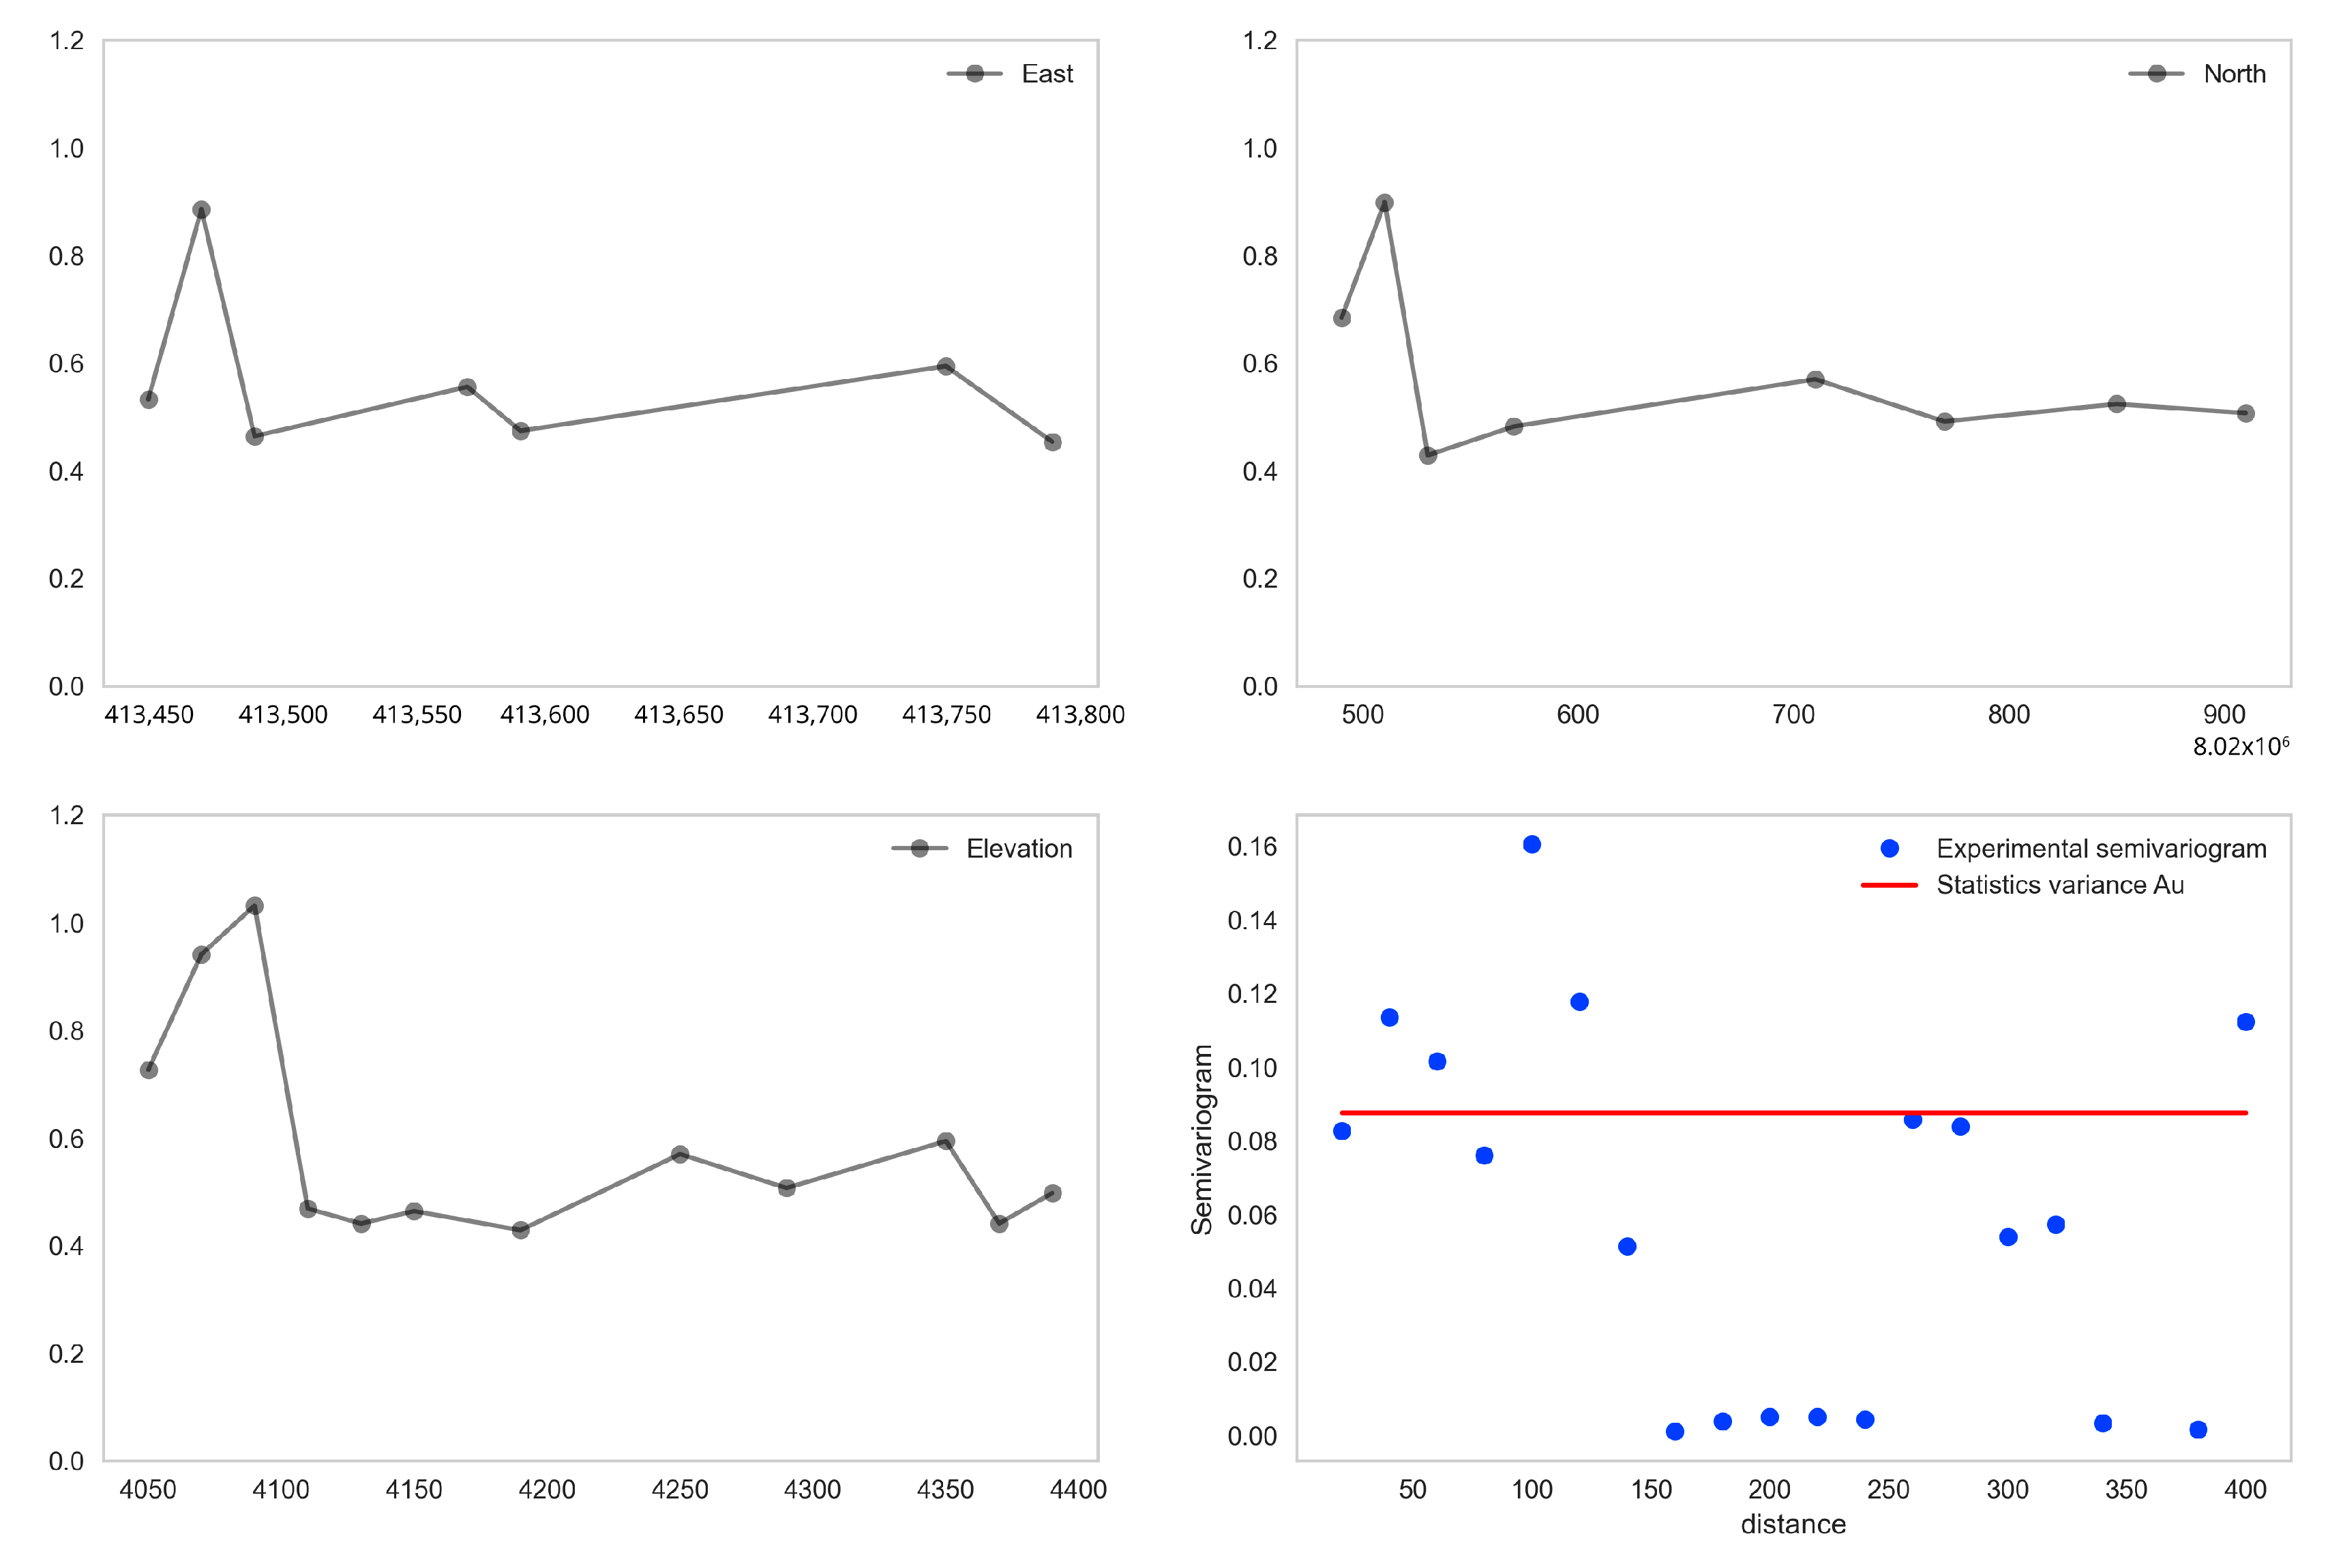 1.2
1.0
0.8
0.6
0.4
0.2
0.0
East
413,450 413,500 413,550 413,600 413,650 413,700 413,750 413,800
1.2
1.0
0.8
0.6
0.4
0.2
0.0
North
500 600 700 800 900
8.02x10⁶
1.2
1.0
0.8
0.6
0.4
0.2
0.0
Elevation
4050 4100 4150 4200 4250 4300 4350 4400
Semivariogram
0.16
0.14
0.12
0.10
0.08
0.06
0.04
0.02
0.00
Experimental semivariogram
Statistics variance Au
50 100 150 200 250 300 350 400
distance